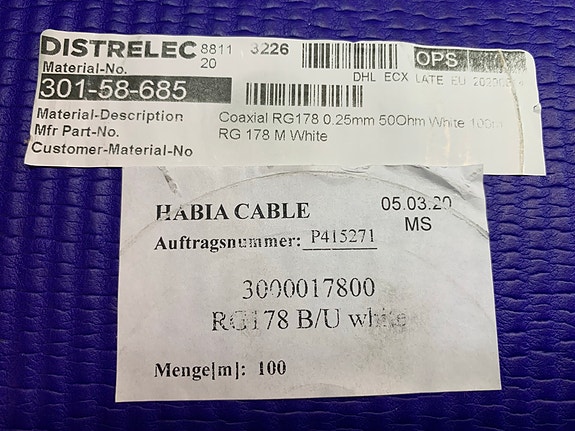 DISTRELEC 8811 3226 OPS
20
Material-No. DHL ECX LATE EU
301-58-685
Material-Description Coaxial RG178 0.25mm 50Ohm White 100m
Mfr Part-No. RG 178 M White
Customer-Material-No
HABIA CABLE 05.03.20
MS
Auftragsnummer: P415271
3000017800
RG178 B/U white
Menge[m]: 100